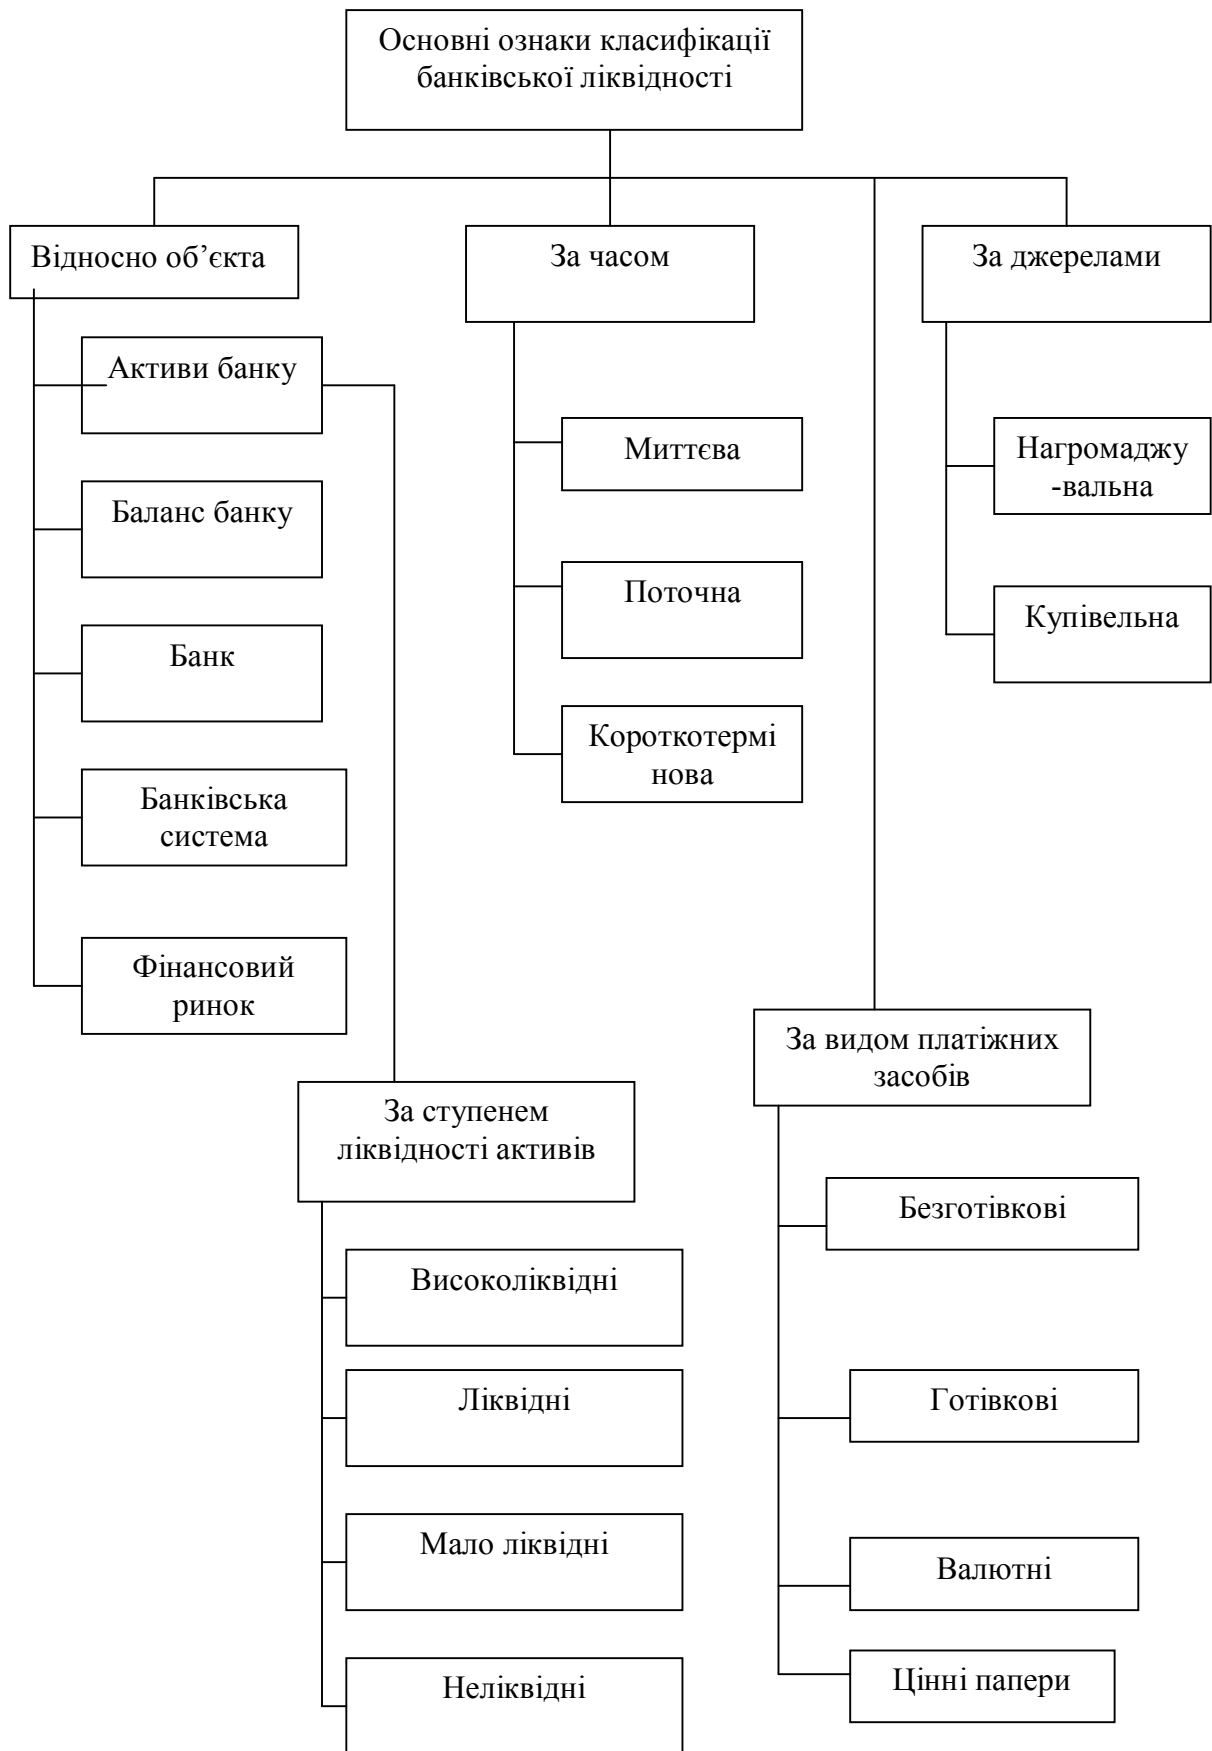 Основні ознаки класифікації
банківської ліквідності
Відносно об’єкта
Активи банку
Баланс банку
Банк
Банківська
система
Фінансовий
ринок
За часом
Миттєва
Поточна
Короткотермі
нова
За джерелами
Нагромаджу
-вальна
Купівельна
За ступенем
ліквідності активів
Високоліквідні
Ліквідні
Мало ліквідні
Неліквідні
За видом платіжних
засобів
Безготівкові
Готівкові
Валютні
Цінні папери